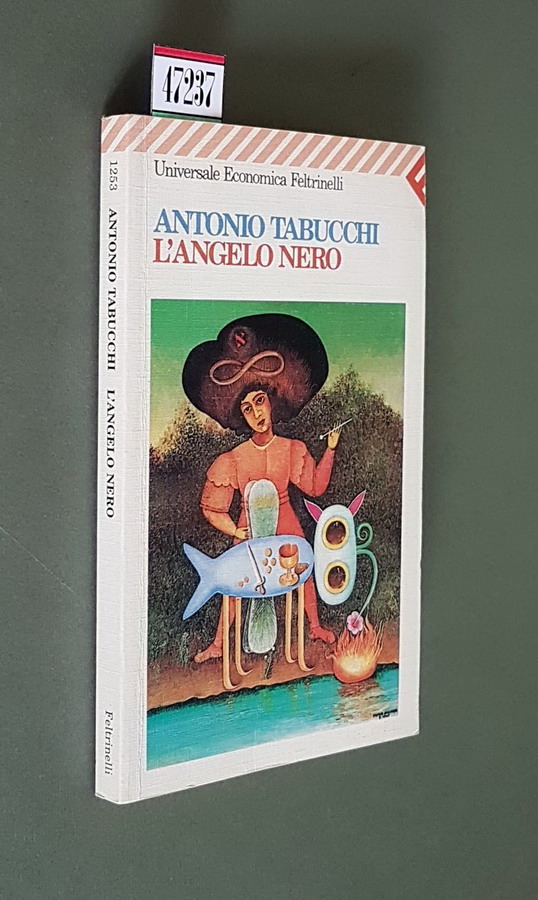 47237
Universale Economica Feltrinelli
ANTONIO TABUCCHI
L'ANGELO NERO
1253 ANTONIO TABUCCHI L'ANGELO NERO Feltrinelli